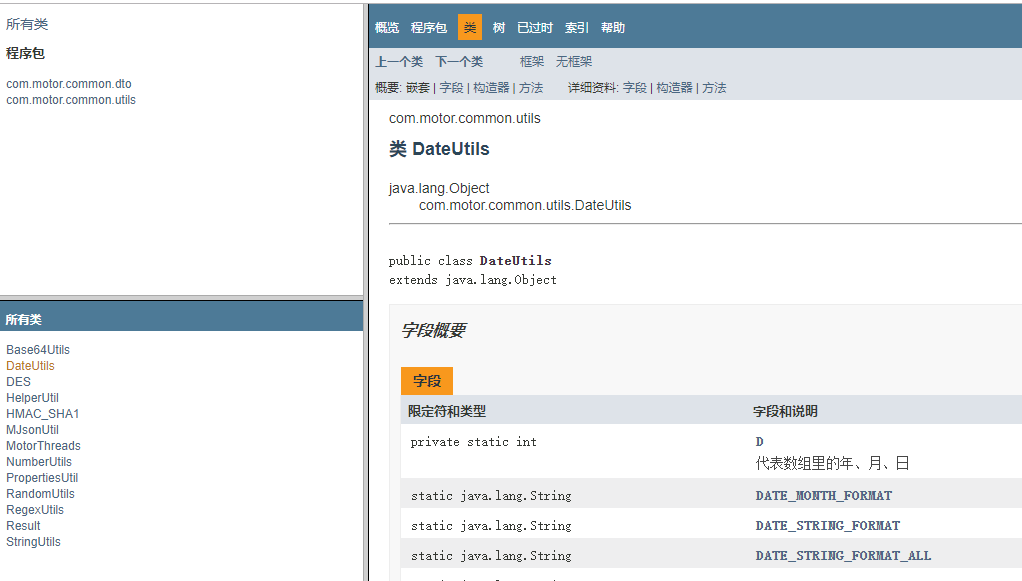 所有类
程序包
com.motor.common.dto
com.motor.common.utils
所有类
Base64Utils
DateUtils
DES
HelperUtil
HMAC_SHA1
MJsonUtil
MotorThreads
NumberUtils
PropertiesUtil
RandomUtils
RegexUtils
Result
StringUtils
概览 程序包 类 树 已过时 索引 帮助
上一个类 下一个类 框架 无框架
概要: 嵌套 | 字段 | 构造器 | 方法 详细资料: 字段 | 构造器 | 方法
com.motor.common.utils
类 DateUtils
java.lang.Object
com.motor.common.utils.DateUtils
public class DateUtils
extends java.lang.Object
字段概要
字段
限定符和类型 字段和说明
private static int D
代表数组里的年、月、日
static java.lang.String DATE_MONTH_FORMAT
static java.lang.String DATE_STRING_FORMAT
static java.lang.String DATE_STRING_FORMAT_ALL